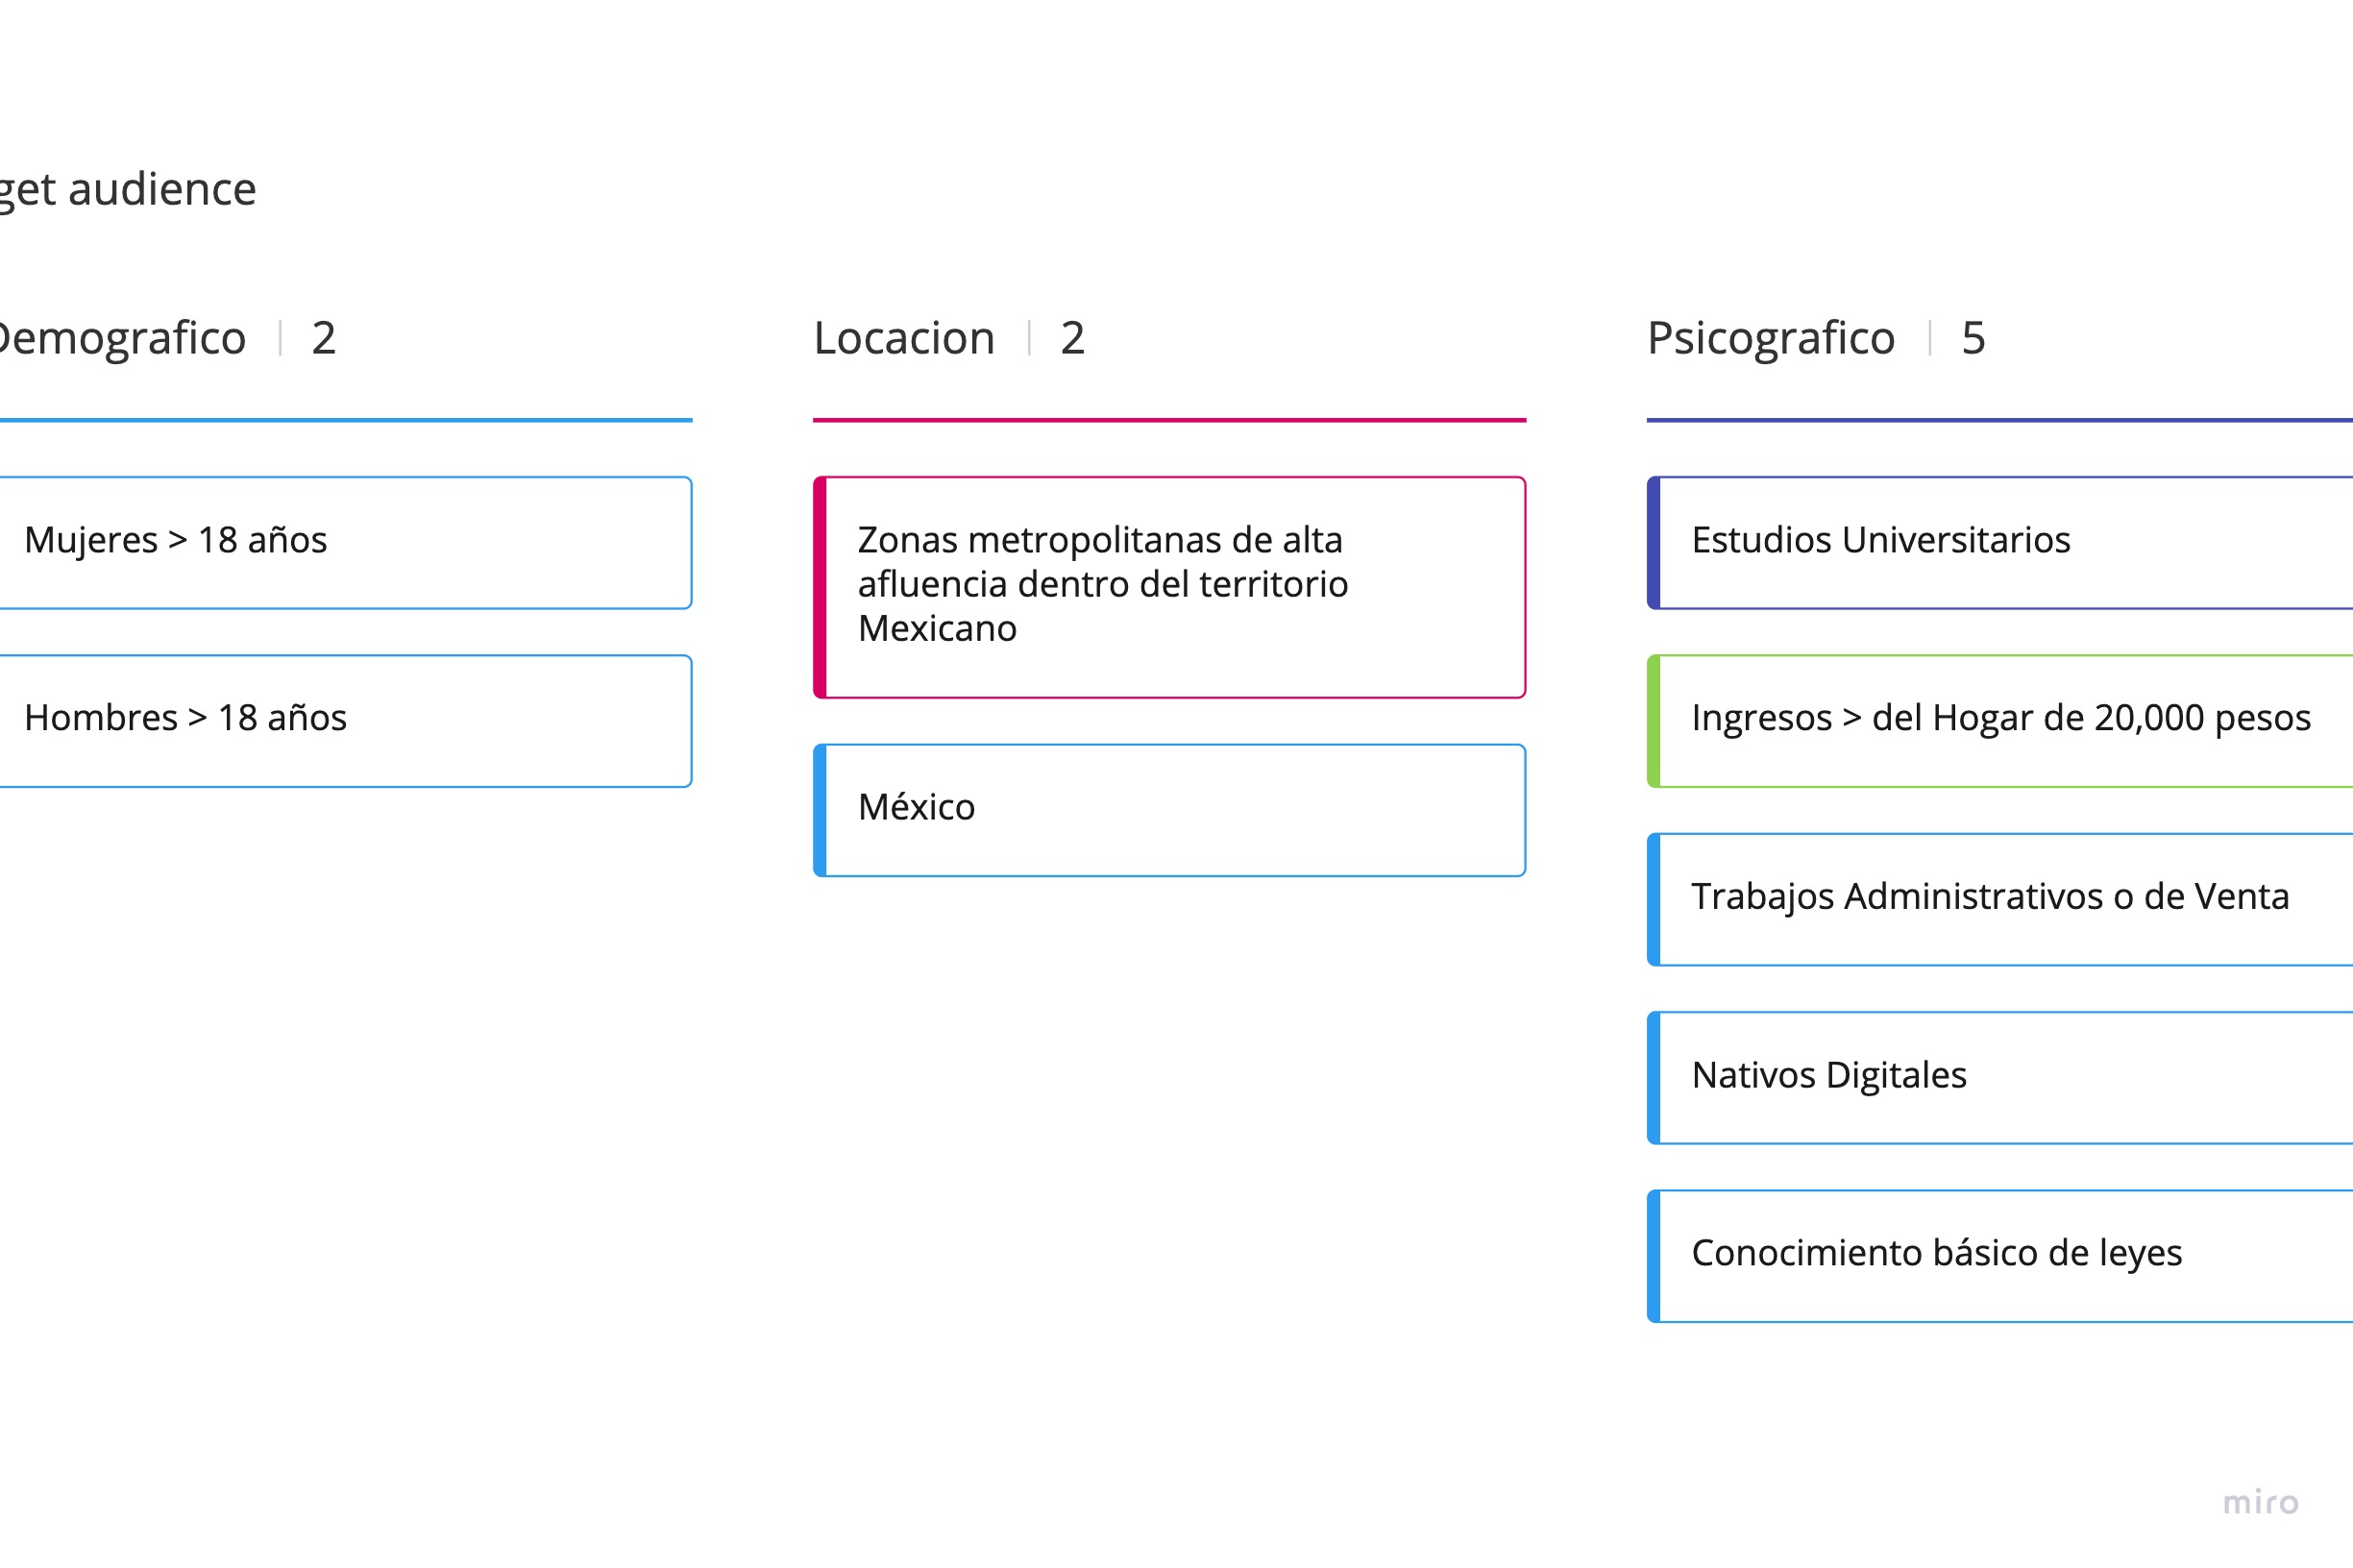 get audience
Demografico | 2
Mujeres > 18 años
Hombres > 18 años
Locacion | 2
Zonas metropolitanas de alta
afluencia dentro del territorio
Mexicano
México
Psicografico | 5
Estudios Universitarios
Ingresos > del Hogar de 20,000 pesos
Trabajos Administrativos o de Venta
Nativos Digitales
Conocimiento básico de leyes
miro